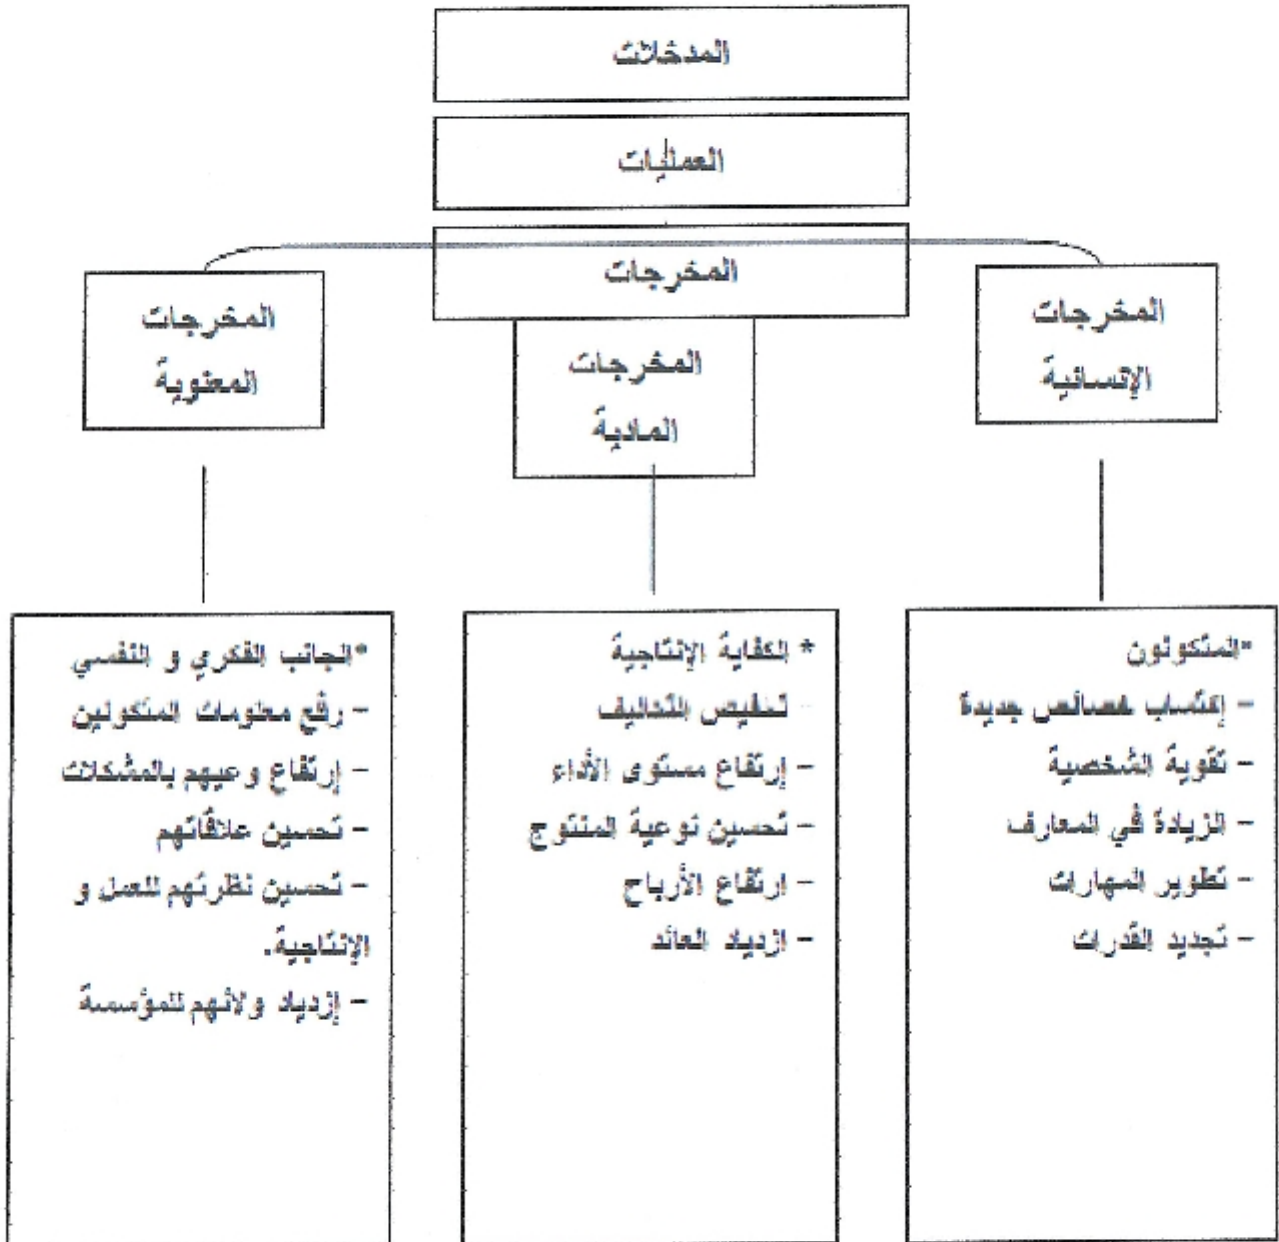 المدخلات
العمليات
المخرجات
المخرجات
الإنسانية
المخرجات
المادية
المخرجات
المعنوية
*المتكونون
– إكتساب خصائص جديدة
– تقوية الشخصية
– الزيادة في المعارف
– تطوير المهارات
– تجديد القدرات
* الكفاية الإنتاجية
تخفيض التكاليف
– إرتفاع مستوى الأداء
– تحسين نوعية المنتوج
– ارتفاع الأرباح
– ازدياد العائد
*الجانب الفكري و النفسي
– رفع معلومات المتكونين
– إرتفاع وعيهم بالمشكلات
– تحسين علاقاتهم
– تحسين نظرتهم للعمل و
الإنتاجية.
– إزدياد ولائهم للمؤسسة